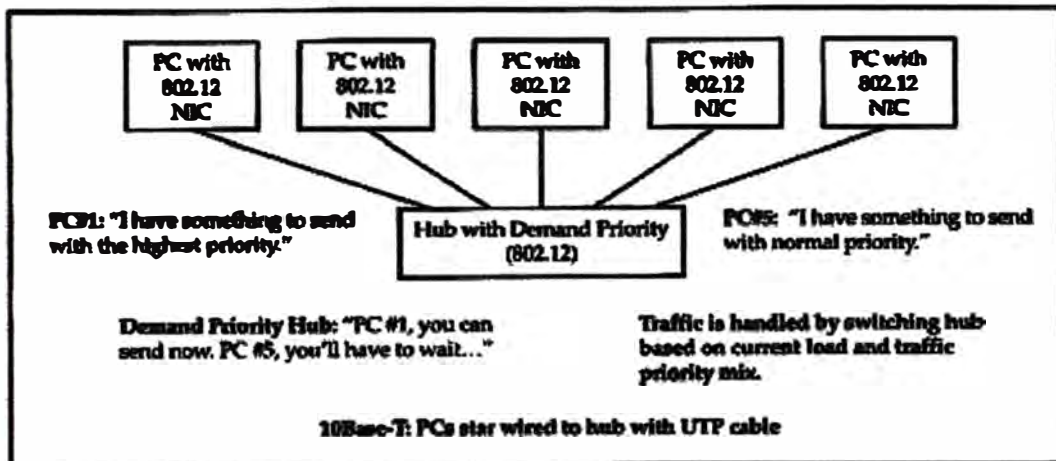 PC with
802.12
NIC
PC with
802.12
NIC
PC with
802.12
NIC
PC with
802.12
NIC
PC with
802.12
NIC
PC#1: "I have something to send
with the highest priority."
Hub with Demand Priority
(802.12)
PC#5: "I have something to send
with normal priority."
Demand Priority Hub: "PC #1, you can
send now. PC #5, you'll have to wait..."
Traffic is handled by switching hub
based on current load and traffic
priority mix.
10Base-T: PCs star wired to hub with UTP cable